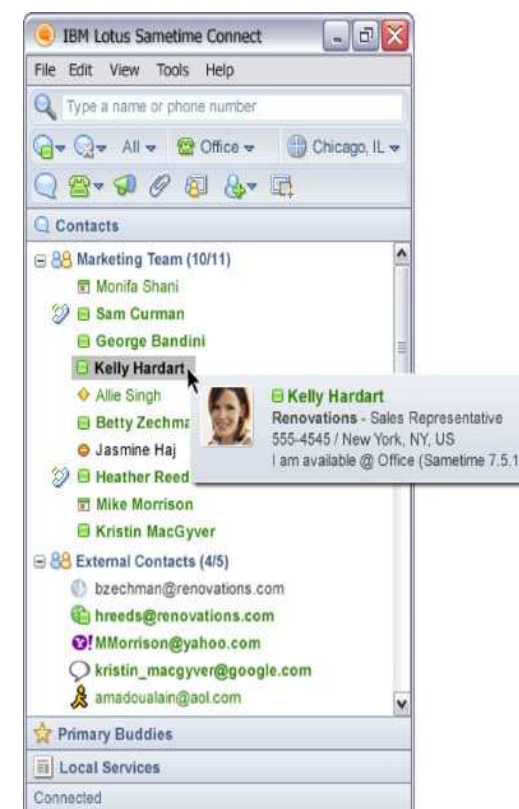 IBM Lotus Sametime Connect
File Edit View Tools Help
Type a name or phone number
All Office Chicago, IL
Contacts
Marketing Team (10/11)
Monifa Shani
Sam Curman
George Bandini
Kelly Hardart
Allie Singh
Betty Zechma
Jasmine Haj
Heather Reed
Mike Morrison
Kristin MacGyver
Kelly Hardart
Renovations - Sales Representative
555-4545 / New York, NY, US
I am available @ Office (Sametime 7.5.1
External Contacts (4/5)
bzechman@renovations.com
hreeds@renovations.com
Y! MMorrison@yahoo.com
kristin_macgyver@google.com
amadoualain@aol.com
Primary Buddies
Local Services
Connected